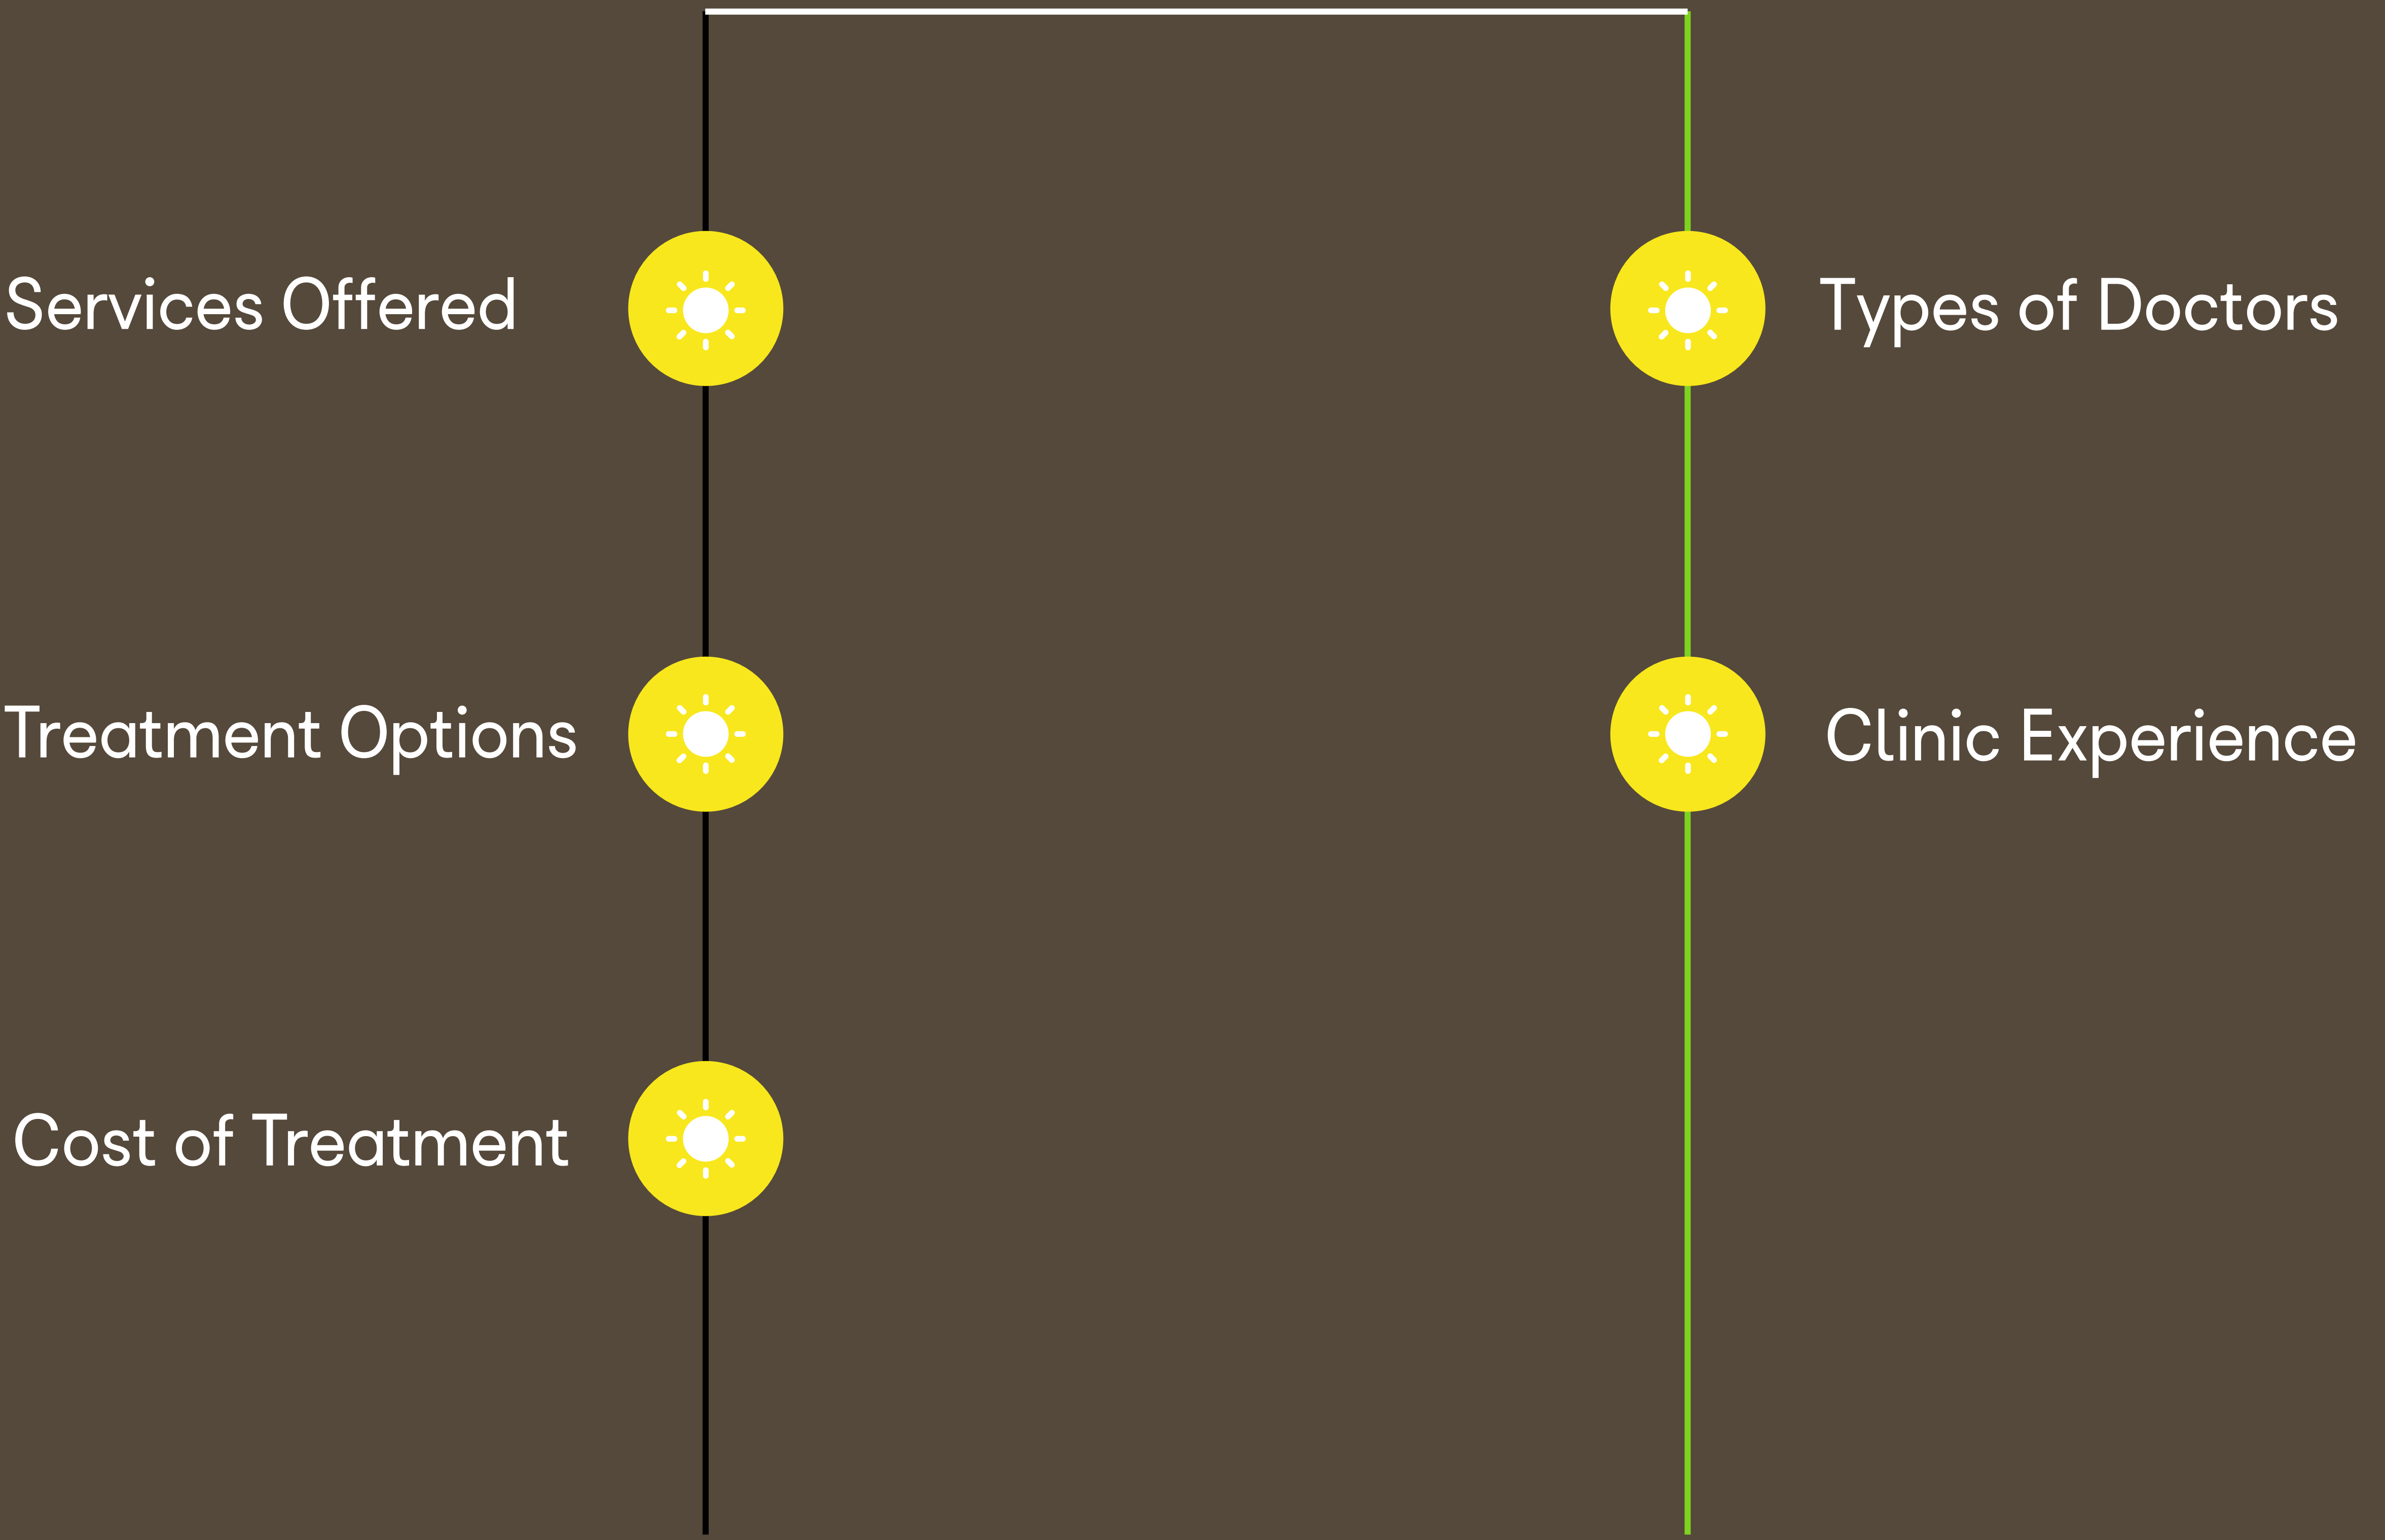 Services Offered
Types of Doctors
Treatment Options
Clinic Experience
Cost of Treatment